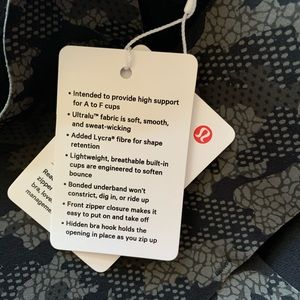 • Intended to provide high support
for A to F cups
• Ultralu™ fabric is soft, smooth,
and sweat-wicking
• Added Lycra® fibre for shape
retention
• Lightweight, breathable built-in
cups are engineered to soften
bounce
• Bonded underband won't
constrict, dig in, or ride up
• Front zipper closure makes it
easy to put on and take off
• Hidden bra hook holds the
opening in place as you zip up
zipper
bra, love